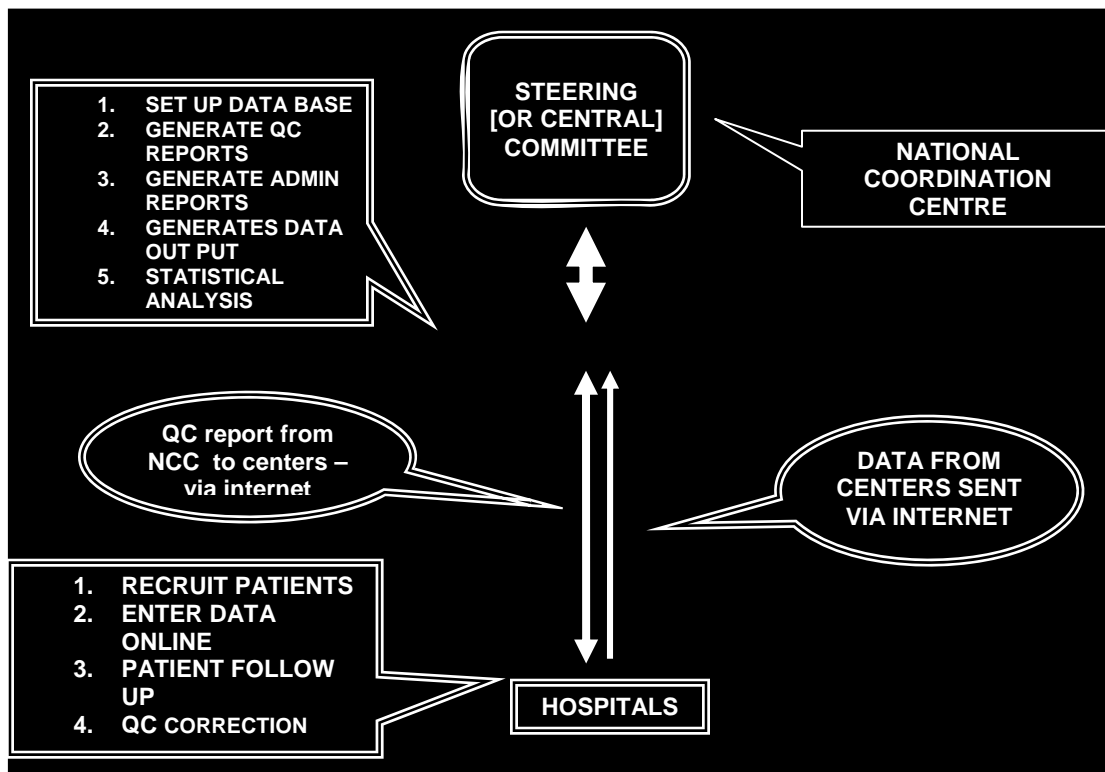 STEERING
[OR CENTRAL]
COMMITTEE
1. SET UP DATA BASE
2. GENERATE QC
REPORTS
3. GENERATE ADMIN
REPORTS
4. GENERATES DATA
OUT PUT
5. STATISTICAL
ANALYSIS
NATIONAL
COORDINATION
CENTRE
QC report from
NCC to centers –
via internet
DATA FROM
CENTERS SENT
VIA INTERNET
1. RECRUIT PATIENTS
2. ENTER DATA
ONLINE
3. PATIENT FOLLOW
UP
4. QC CORRECTION
HOSPITALS